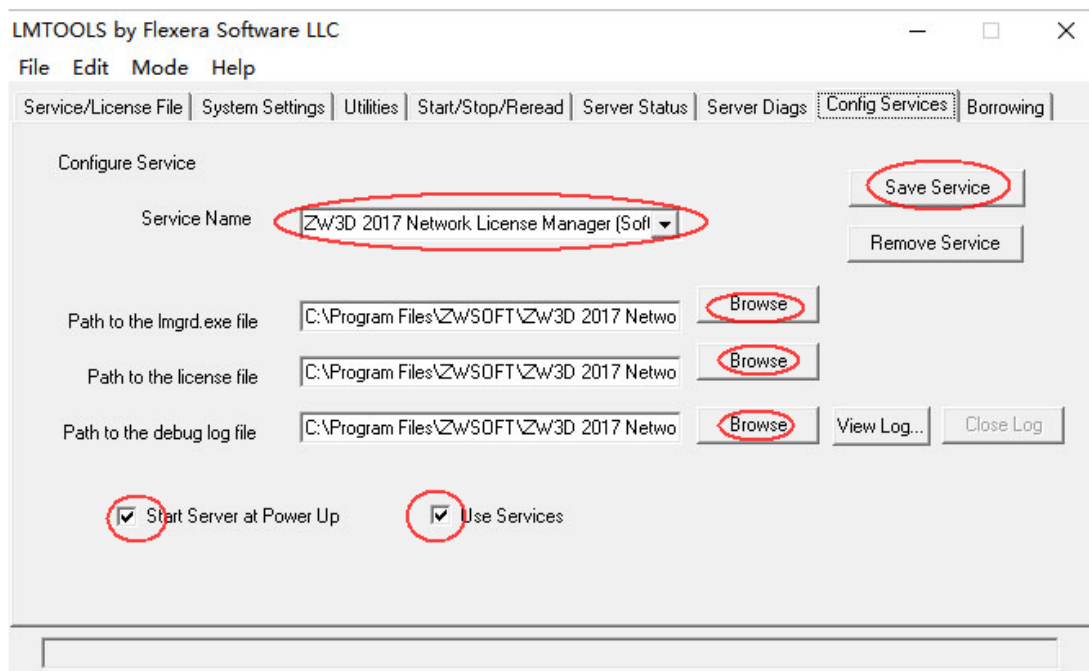 LMTOOLS by Flexera Software LLC
File Edit Mode Help
Service/License File System Settings Utilities Start/Stop/Reread Server Status Server Diags Config Services Borrowing
Configure Service
Save Service
Service Name ZW3D 2017 Network License Manager (Soft
Remove Service
Path to the lmgrd.exe file C:\Program Files\ZWSOFT\ZW3D 2017 Netwo Browse
Path to the license file C:\Program Files\ZWSOFT\ZW3D 2017 Netwo Browse
Path to the debug log file C:\Program Files\ZWSOFT\ZW3D 2017 Netwo Browse View Log... Close Log
Start Server at Power Up Use Services